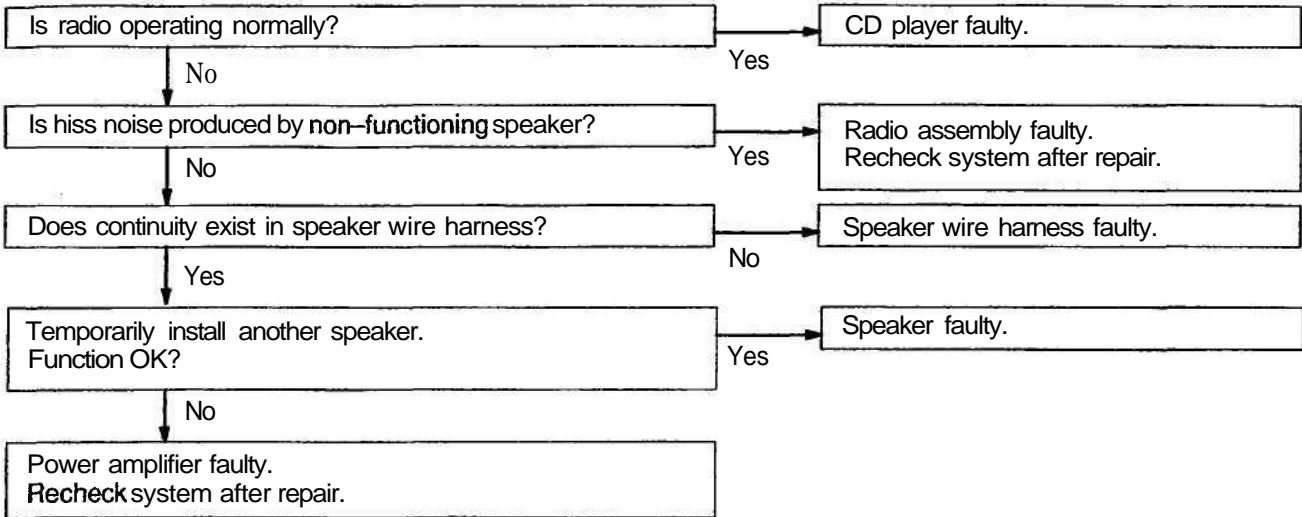 Is radio operating normally?
Yes
CD player faulty.
No
Is hiss noise produced by non–functioning speaker?
Yes
Radio assembly faulty.
Recheck system after repair.
No
Does continuity exist in speaker wire harness?
No
Speaker wire harness faulty.
Yes
Temporarily install another speaker.
Function OK?
Yes
Speaker faulty.
No
Power amplifier faulty.
Recheck system after repair.